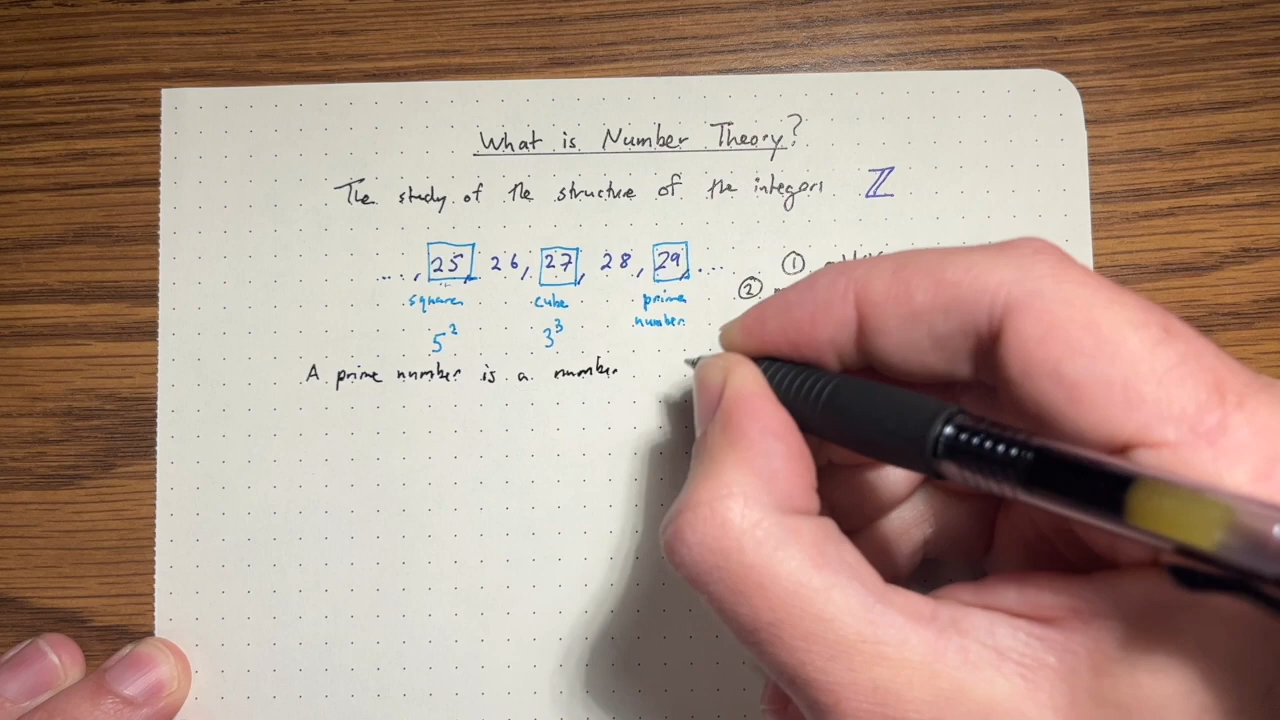 What is Number Theory?
The study of the structure of the integers ℤ
...., 25, 26, 27, 28, 29, ...
square cube prime
number
5² 3³
①
②
A prime number is a number